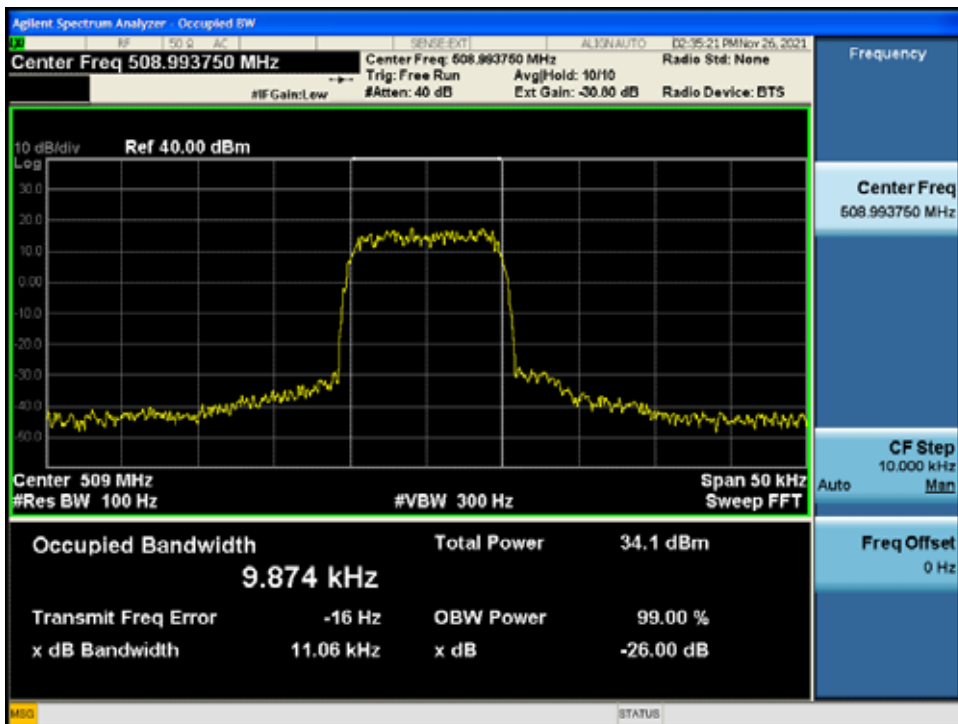 Agilent Spectrum Analyzer - Occupied BW
RF 50 Ω AC SENSE:EXT ALIGN AUTO 02:35:21 PM Nov 26, 2021
Center Freq 508.993750 MHz
Center Freq: 508.993750 MHz Radio Std: None
Trig: Free Run Avg|Hold: 10/10
#IFGain:Low #Atten: 40 dB Ext Gain: -30.80 dB Radio Device: BTS
10 dB/div Ref 40.00 dBm
Log
30.0
20.0
10.0
0.00
-10.0
-20.0
-30.0
-40.0
-50.0
Center 509 MHz Span 50 kHz
#Res BW 100 Hz #VBW 300 Hz Sweep FFT
Occupied Bandwidth Total Power 34.1 dBm
9.874 kHz
Transmit Freq Error -16 Hz OBW Power 99.00 %
x dB Bandwidth 11.06 kHz x dB -26.00 dB
MSG STATUS
Frequency
Center Freq
508.993750 MHz
CF Step
10.000 kHz
Auto Man
Freq Offset
0 Hz